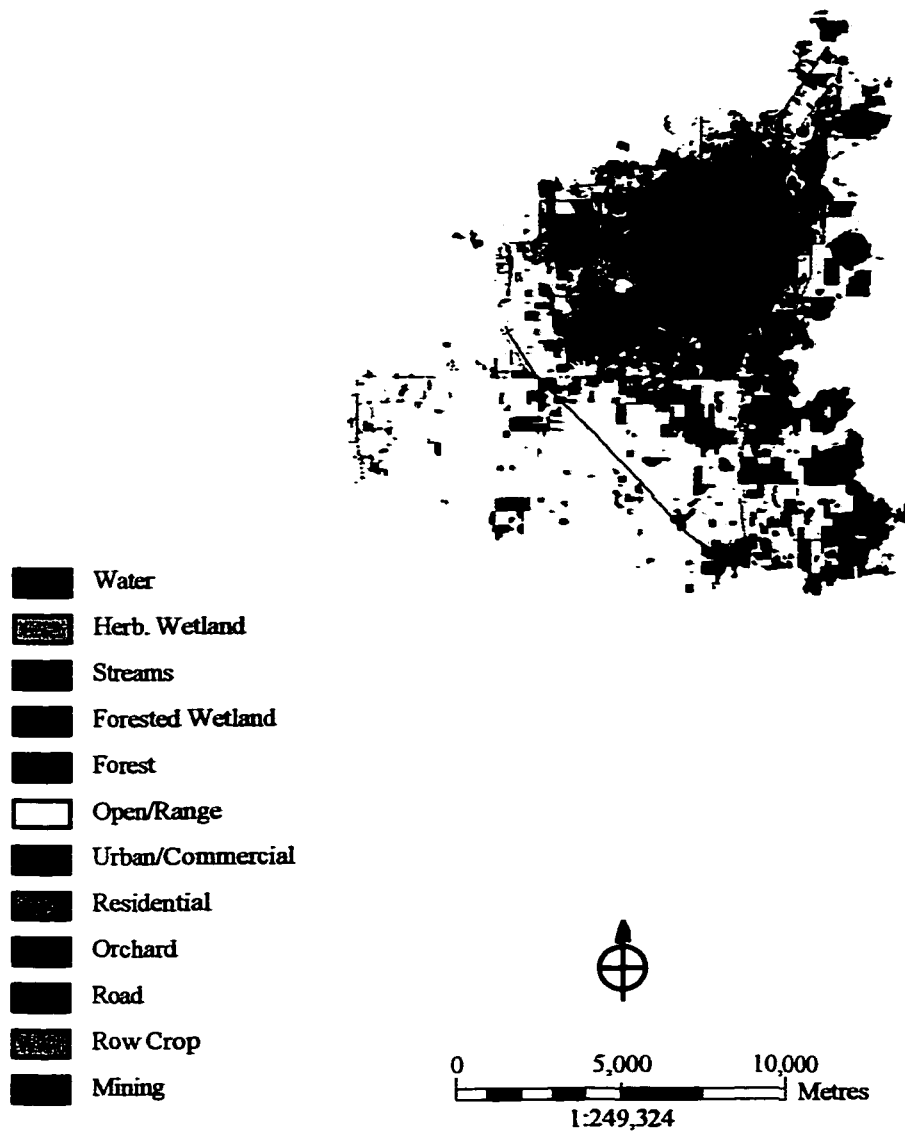 Water
Herb. Wetland
Streams
Forested Wetland
Forest
Open/Range
Urban/Commercial
Residential
Orchard
Road
Row Crop
Mining
0 5,000 10,000
Metres
1:249,324